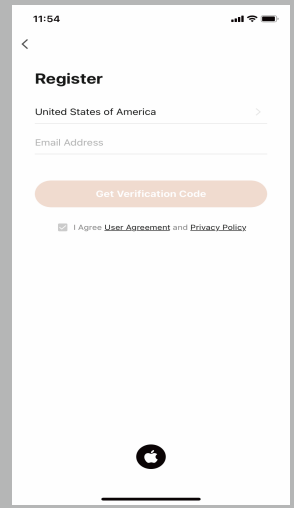 11:54
Register
United States of America
Email Address
Get Verification Code
I Agree User Agreement and Privacy Policy